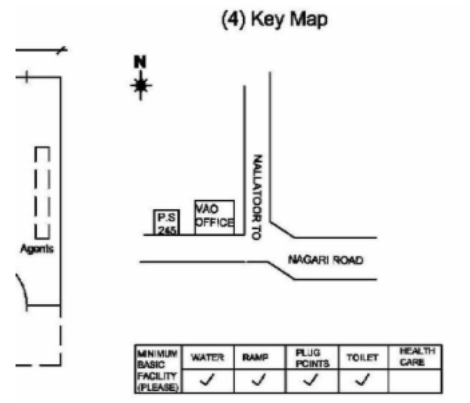 (4) Key Map
N
NALLATOOR TO
P.S
245
VAO
OFFICE
Agents
NAGARI ROAD
MINIMUM
BASIC
FACILITY
(PLEASE)
WATER
RAMP
PLUG
POINTS
TOILET
HEALTH
CARE
✓ ✓ ✓ ✓